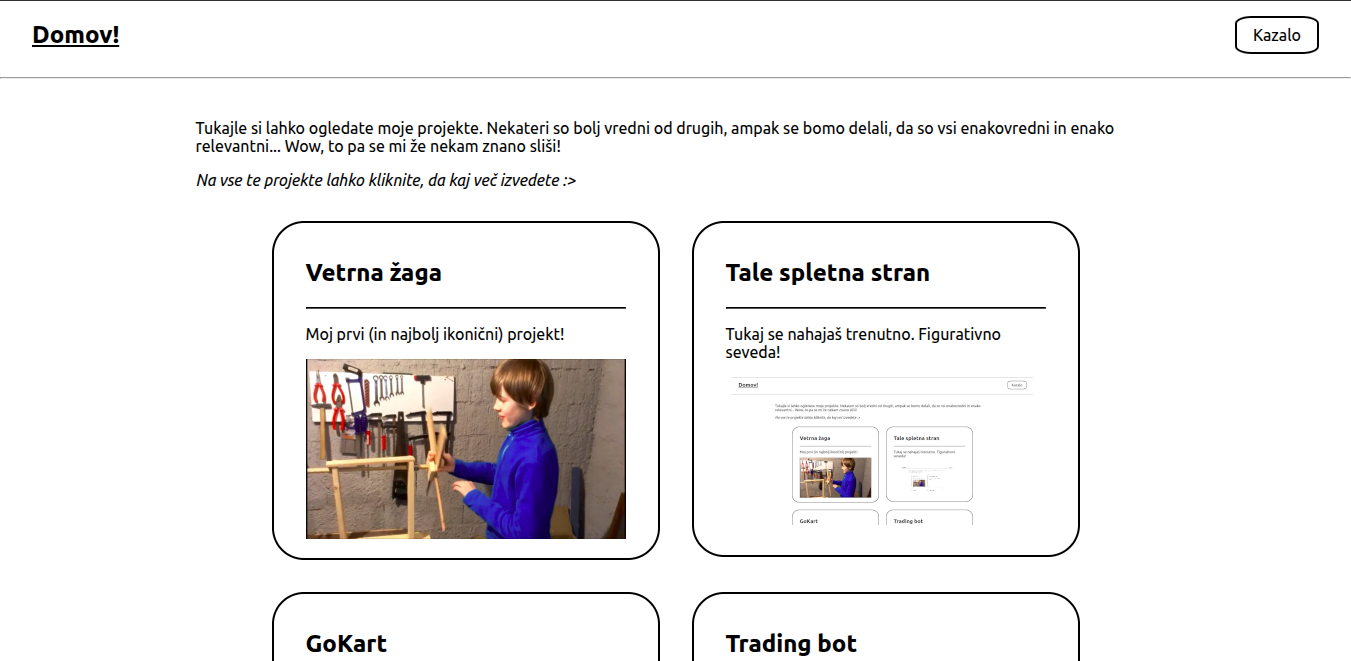 Domov!
Kazalo
Tukajle si lahko ogledate moje projekte. Nekateri so bolj vredni od drugih, ampak se bomo delali, da so vsi enakovredni in enako
relevantni... Wow, to pa se mi že nekam znano sliši!
Na vse te projekte lahko kliknite, da kaj več izvedete :>
Vetrna žaga
Moj prvi (in najbolj ikonični) projekt!
Tale spletna stran
Tukaj se nahajaš trenutno. Figurativno
seveda!
Domov!
Kazalo
Vetrna žaga
Moj prvi (in najbolj ikonični) projekt!
Tale spletna stran
Tukaj se nahajaš trenutno. Figurativno
seveda!
GoKart
Trading bot
GoKart
Trading bot